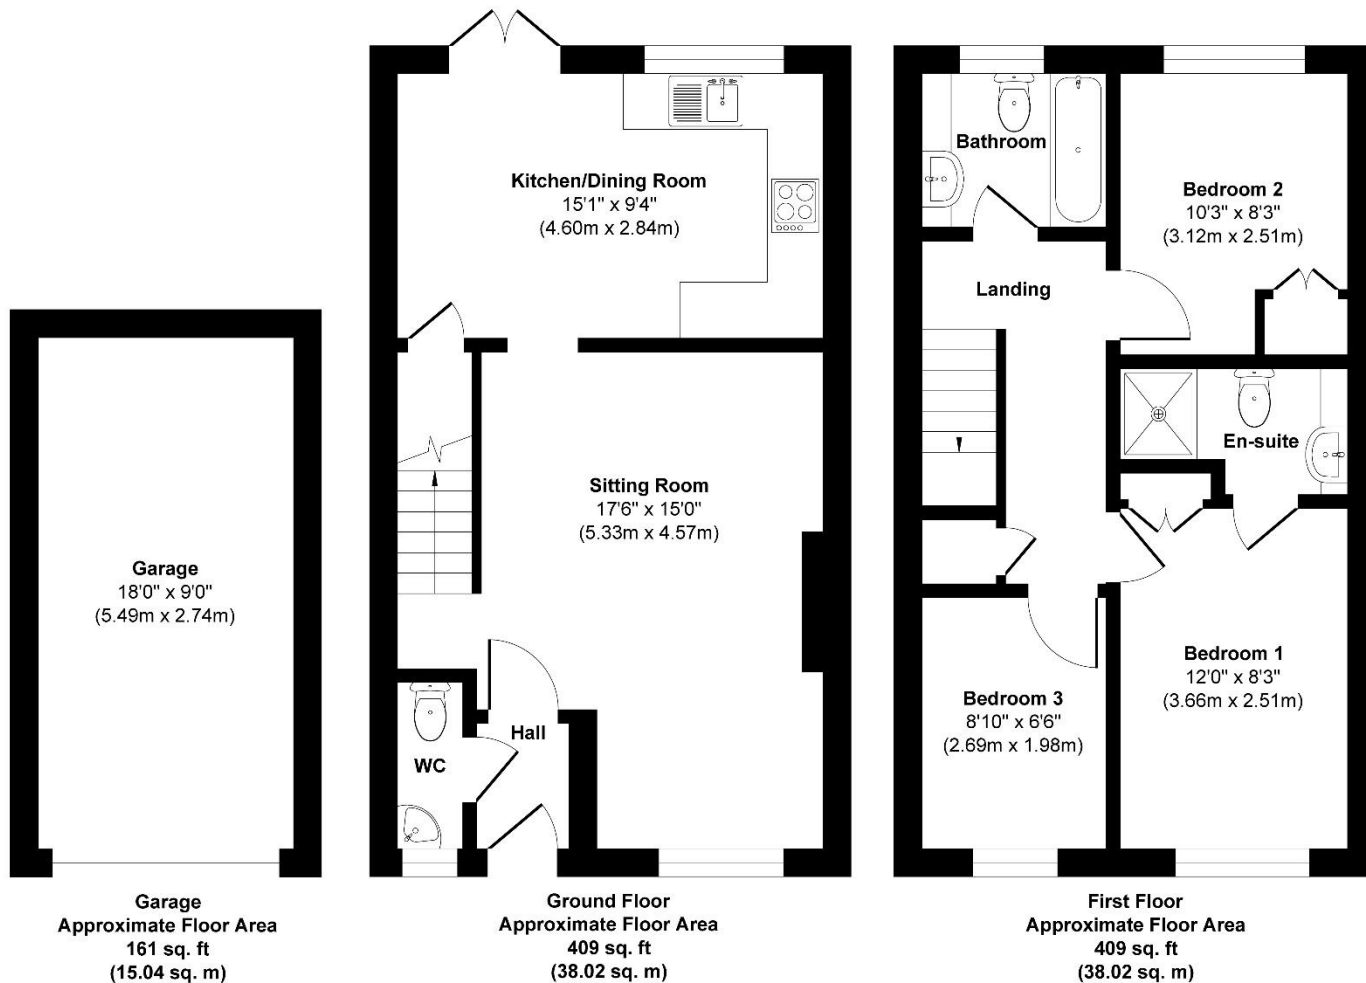 Garage
18'0" x 9'0"
(5.49m x 2.74m)
Garage
Approximate Floor Area
161 sq. ft
(15.04 sq. m)
Kitchen/Dining Room
15'1" x 9'4"
(4.60m x 2.84m)
Sitting Room
17'6" x 15'0"
(5.33m x 4.57m)
Hall
WC
Ground Floor
Approximate Floor Area
409 sq. ft
(38.02 sq. m)
Bathroom
Bedroom 2
10'3" x 8'3"
(3.12m x 2.51m)
Landing
En-suite
Bedroom 1
12'0" x 8'3"
(3.66m x 2.51m)
Bedroom 3
8'10" x 6'6"
(2.69m x 1.98m)
First Floor
Approximate Floor Area
409 sq. ft
(38.02 sq. m)